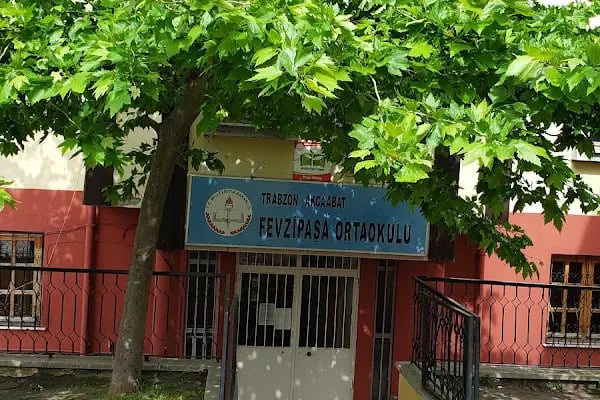 TRABZON - AKÇAABAT
FEVZİPAŞA ORTAOKULU